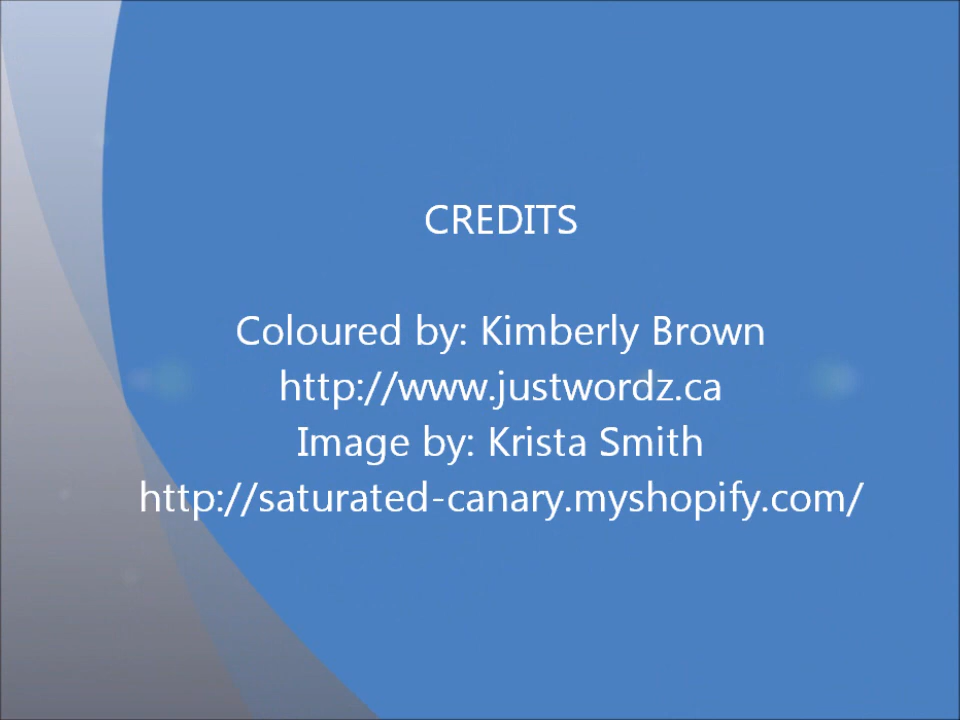 CREDITS
Coloured by: Kimberly Brown
http://www.justwordz.ca
Image by: Krista Smith
http://saturated-canary.myshopify.com/